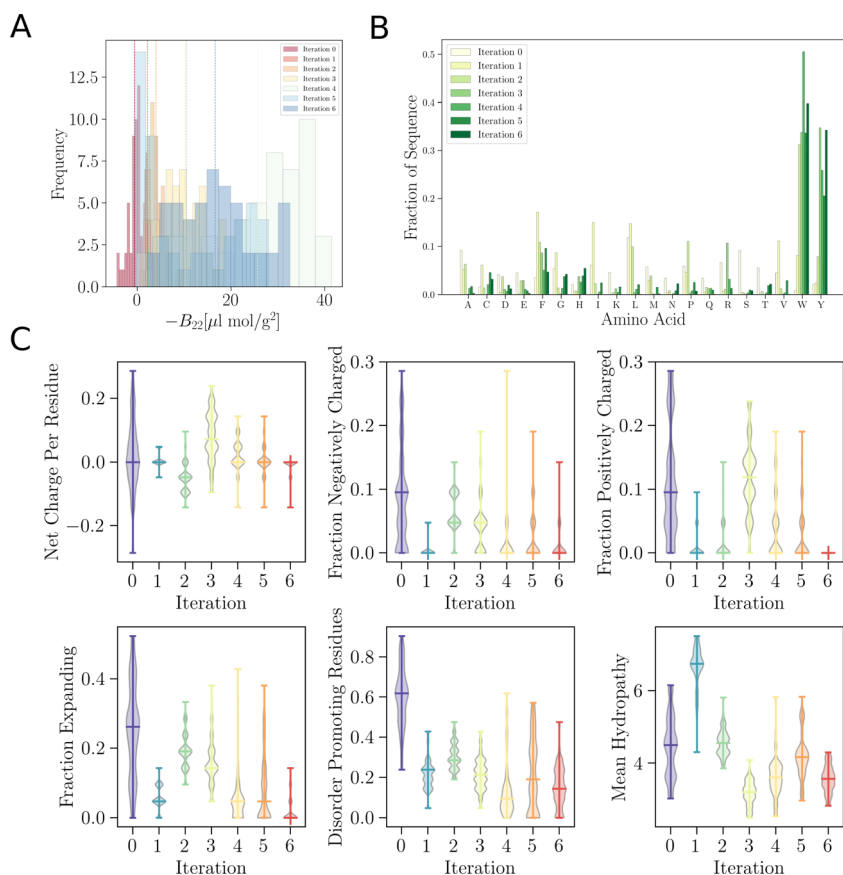 A
B
12.5
10.0
7.5
5.0
2.5
0.0
Frequency
Iteration 0
Iteration 1
Iteration 2
Iteration 3
Iteration 4
Iteration 5
Iteration 6
0 20 40
−B₂₂[μl mol/g²]
0.5
0.4
0.3
0.2
0.1
0.0
Fraction of Sequence
Iteration 0
Iteration 1
Iteration 2
Iteration 3
Iteration 4
Iteration 5
Iteration 6
A C D E F G H I K L M N P Q R S T V W Y
Amino Acid
C
Net Charge Per Residue
0.2
0.0
−0.2
0 1 2 3 4 5 6
Iteration
Fraction Negatively Charged
0.3
0.2
0.1
0.0
0 1 2 3 4 5 6
Iteration
Fraction Positively Charged
0.3
0.2
0.1
0.0
0 1 2 3 4 5 6
Iteration
Fraction Expanding
0.4
0.2
0.0
0 1 2 3 4 5 6
Iteration
Disorder Promoting Residues
0.8
0.6
0.4
0.2
0.0
0 1 2 3 4 5 6
Iteration
Mean Hydropathy
6
4
0 1 2 3 4 5 6
Iteration